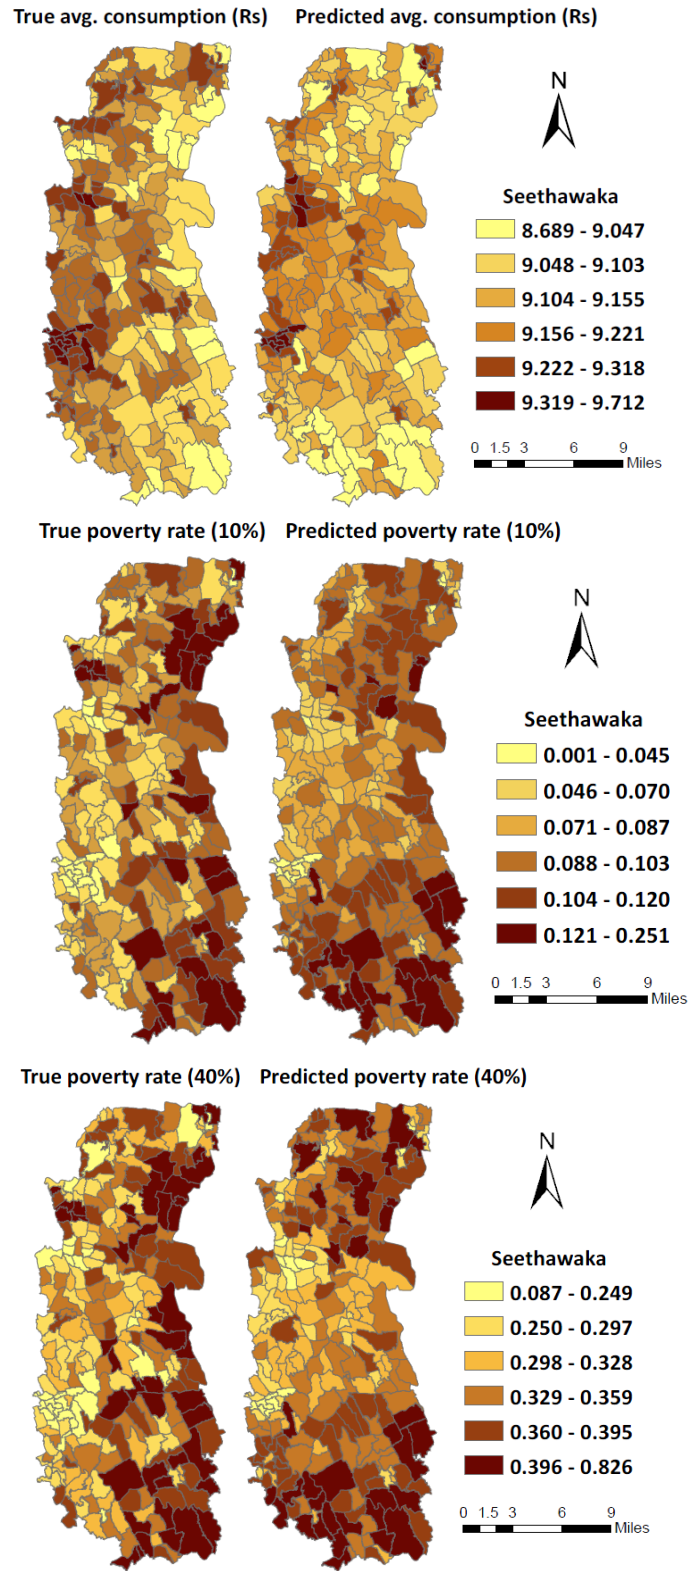 True avg. consumption (Rs) Predicted avg. consumption (Rs)
N
Seethawaka
8.689 - 9.047
9.048 - 9.103
9.104 - 9.155
9.156 - 9.221
9.222 - 9.318
9.319 - 9.712
0 1.5 3 6 9
Miles
True poverty rate (10%) Predicted poverty rate (10%)
N
Seethawaka
0.001 - 0.045
0.046 - 0.070
0.071 - 0.087
0.088 - 0.103
0.104 - 0.120
0.121 - 0.251
0 1.5 3 6 9
Miles
True poverty rate (40%) Predicted poverty rate (40%)
N
Seethawaka
0.087 - 0.249
0.250 - 0.297
0.298 - 0.328
0.329 - 0.359
0.360 - 0.395
0.396 - 0.826
0 1.5 3 6 9
Miles